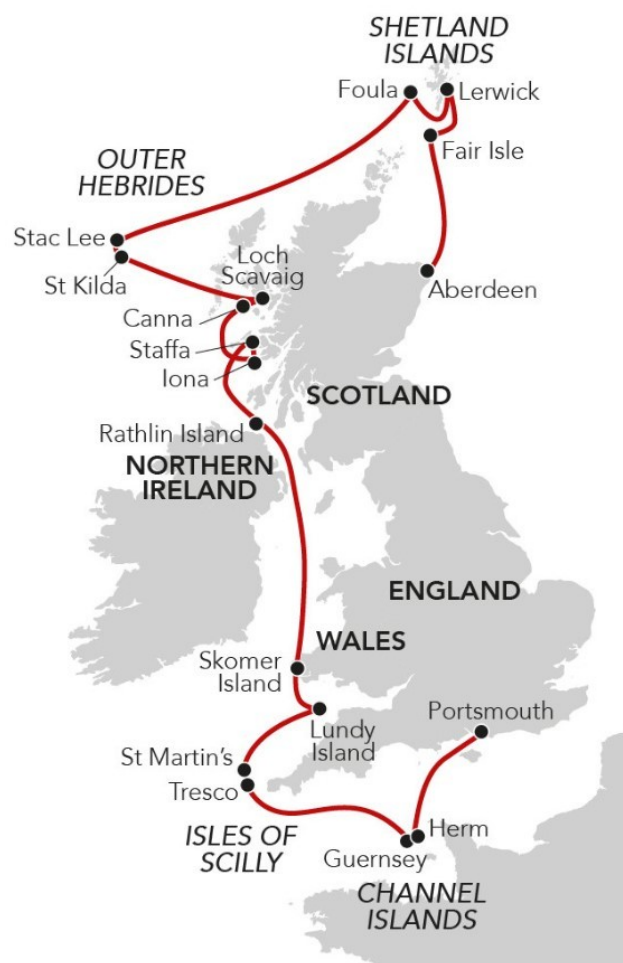 SHETLAND
ISLANDS
Foula
Lerwick
Fair Isle
OUTER
HEBRIDES
Stac Lee
St Kilda
Loch
Scavaig
Aberdeen
Canna
Staffa
Iona
SCOTLAND
Rathlin Island
NORTHERN
IRELAND
ENGLAND
WALES
Skomer
Island
Portsmouth
Lundy
Island
St Martin's
Tresco
ISLES OF
SCILLY
Herm
Guernsey
CHANNEL
ISLANDS